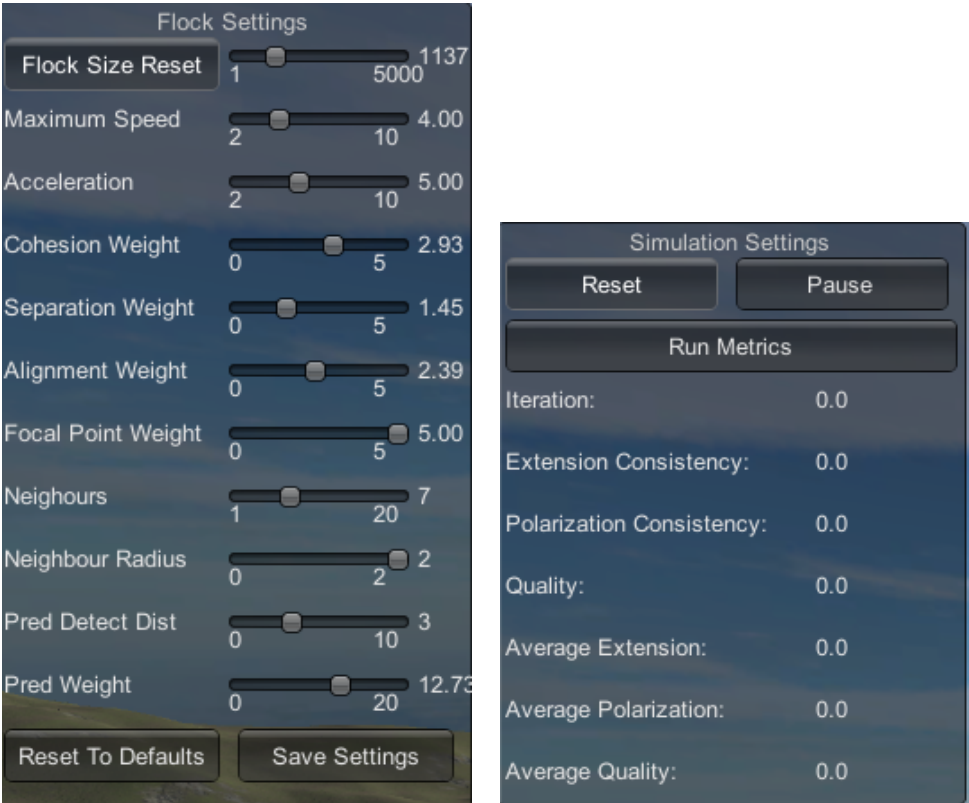 Flock Settings
Flock Size Reset 1137
1 5000
Maximum Speed 4.00
2 10
Acceleration 5.00
2 10
Cohesion Weight 2.93
0 5
Separation Weight 1.45
0 5
Alignment Weight 2.39
0 5
Focal Point Weight 5.00
0 5
Neighours 7
1 20
Neighbour Radius 2
0 2
Pred Detect Dist 3
0 10
Pred Weight 12.73
0 20
Reset To Defaults Save Settings
Simulation Settings
Reset Pause
Run Metrics
Iteration: 0.0
Extension Consistency: 0.0
Polarization Consistency: 0.0
Quality: 0.0
Average Extension: 0.0
Average Polarization: 0.0
Average Quality: 0.0